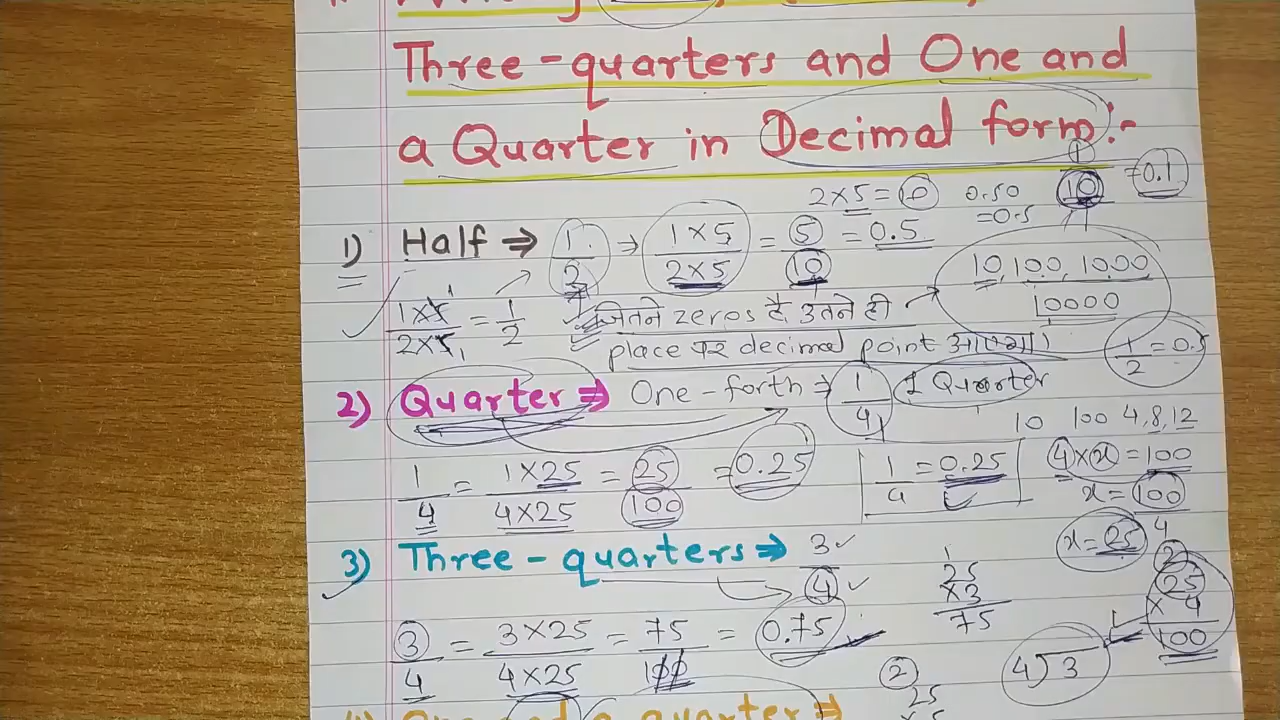 Three-quarters and One and
a Quarter in Decimal form:-
2×5=10 0.50 =0.5 1/10 =0.1
1) Half ⇒ 1/2 → 1×5/2×5 = 5/10 = 0.5
10, 100, 1000
10000
1×5/2×5 = 1/2
जितने zeros है उतने ही
place पर decimal point आएगा।
1/2 = 0.5
2) Quarter ⇒ One-forth ⇒ 1/4 1 Quarter
10 100 4,8,12
1/4 = 1×25/4×25 = 25/100 = 0.25
1/4 = 0.25
4×x=100
x=100/4
x=25
3) Three-quarters ⇒ 3/4
25
×3
75
25
×4
100
3/4 = 3×25/4×25 = 75/100 = 0.75
4)3
2
25
quarter ⇒